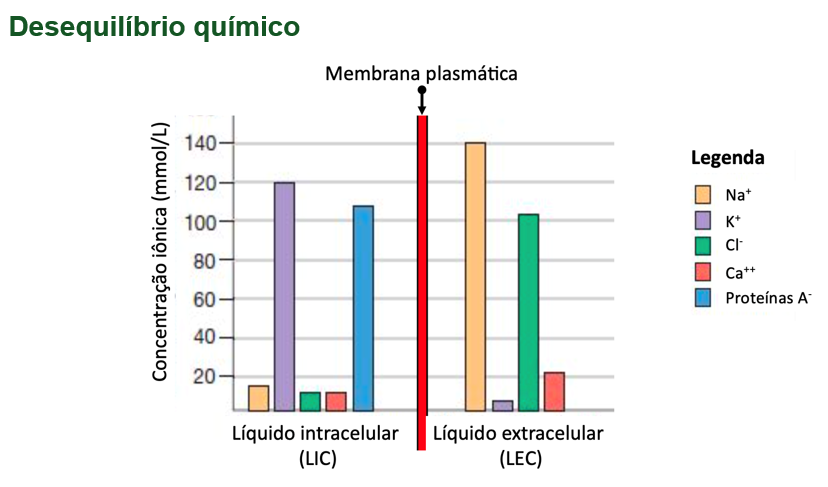 Desequilíbrio químico
Membrana plasmática
Concentração iônica (mmol/L)
140
120
100
80
60
40
20
Líquido intracelular
(LIC)
Líquido extracelular
(LEC)
Legenda
Na⁺
K⁺
Cl⁻
Ca⁺⁺
Proteínas A⁻